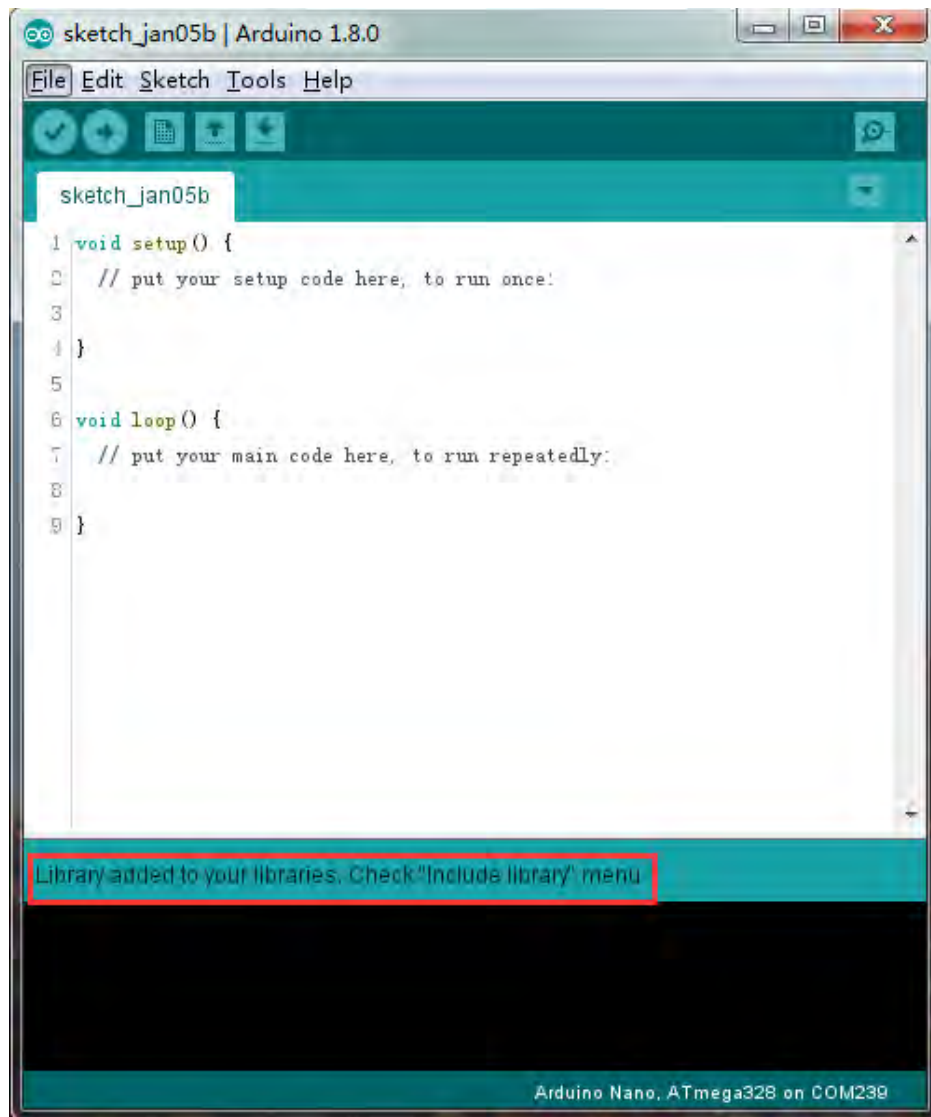 sketch_jan05b | Arduino 1.8.0
File Edit Sketch Tools Help
sketch_jan05b
1 void setup() {
2 // put your setup code here, to run once:
3
4 }
5
6 void loop() {
7 // put your main code here, to run repeatedly:
8
9 }
Library added to your libraries. Check "Include library" menu
Arduino Nano, ATmega328 on COM239